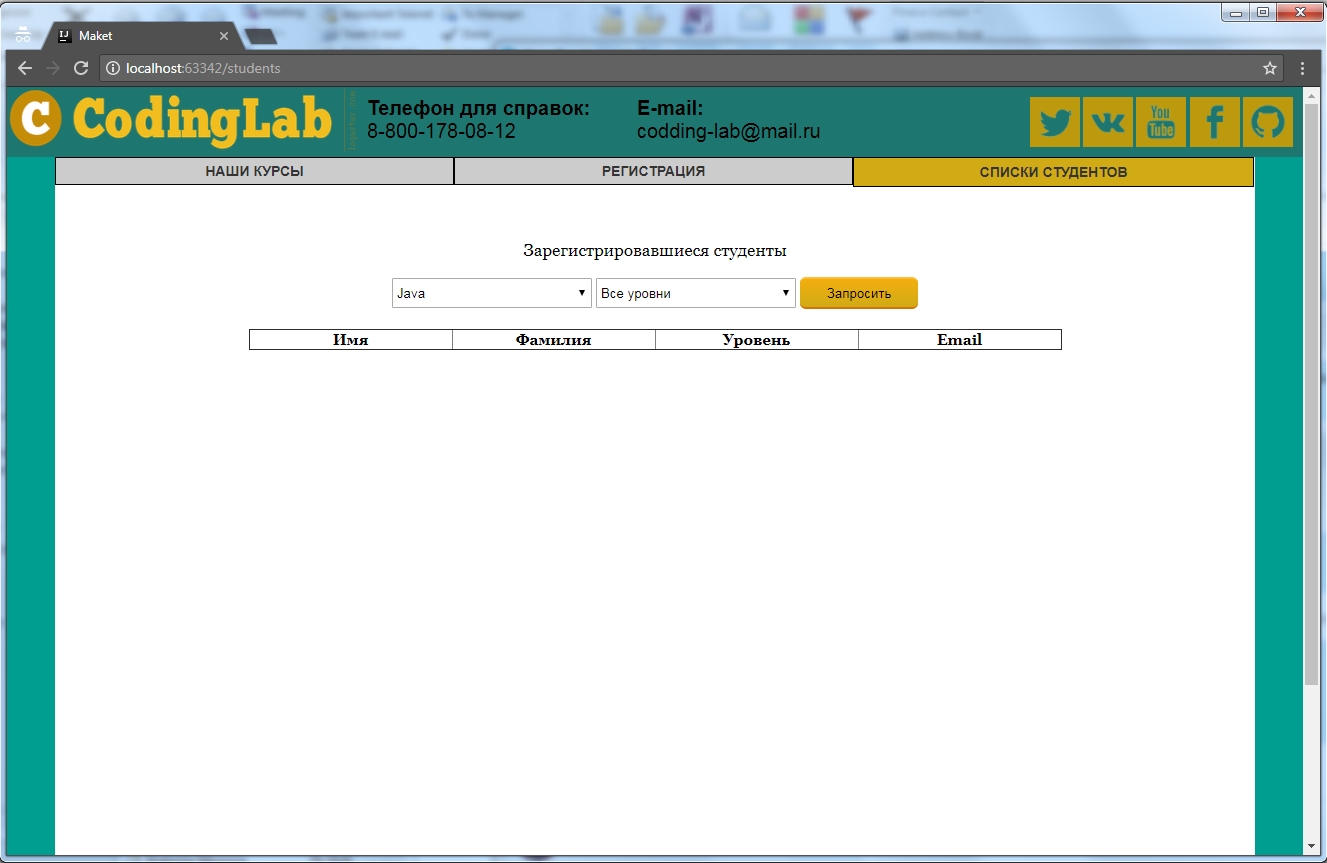 Maket
localhost:63342/students
C CodingLab
Телефон для справок:
8-800-178-08-12
E-mail:
codding-lab@mail.ru
You
Tube
НАШИ КУРСЫ
РЕГИСТРАЦИЯ
СПИСКИ СТУДЕНТОВ
Зарегистрировавшиеся студенты
Java
Все уровни
Запросить
Имя
Фамилия
Уровень
Email